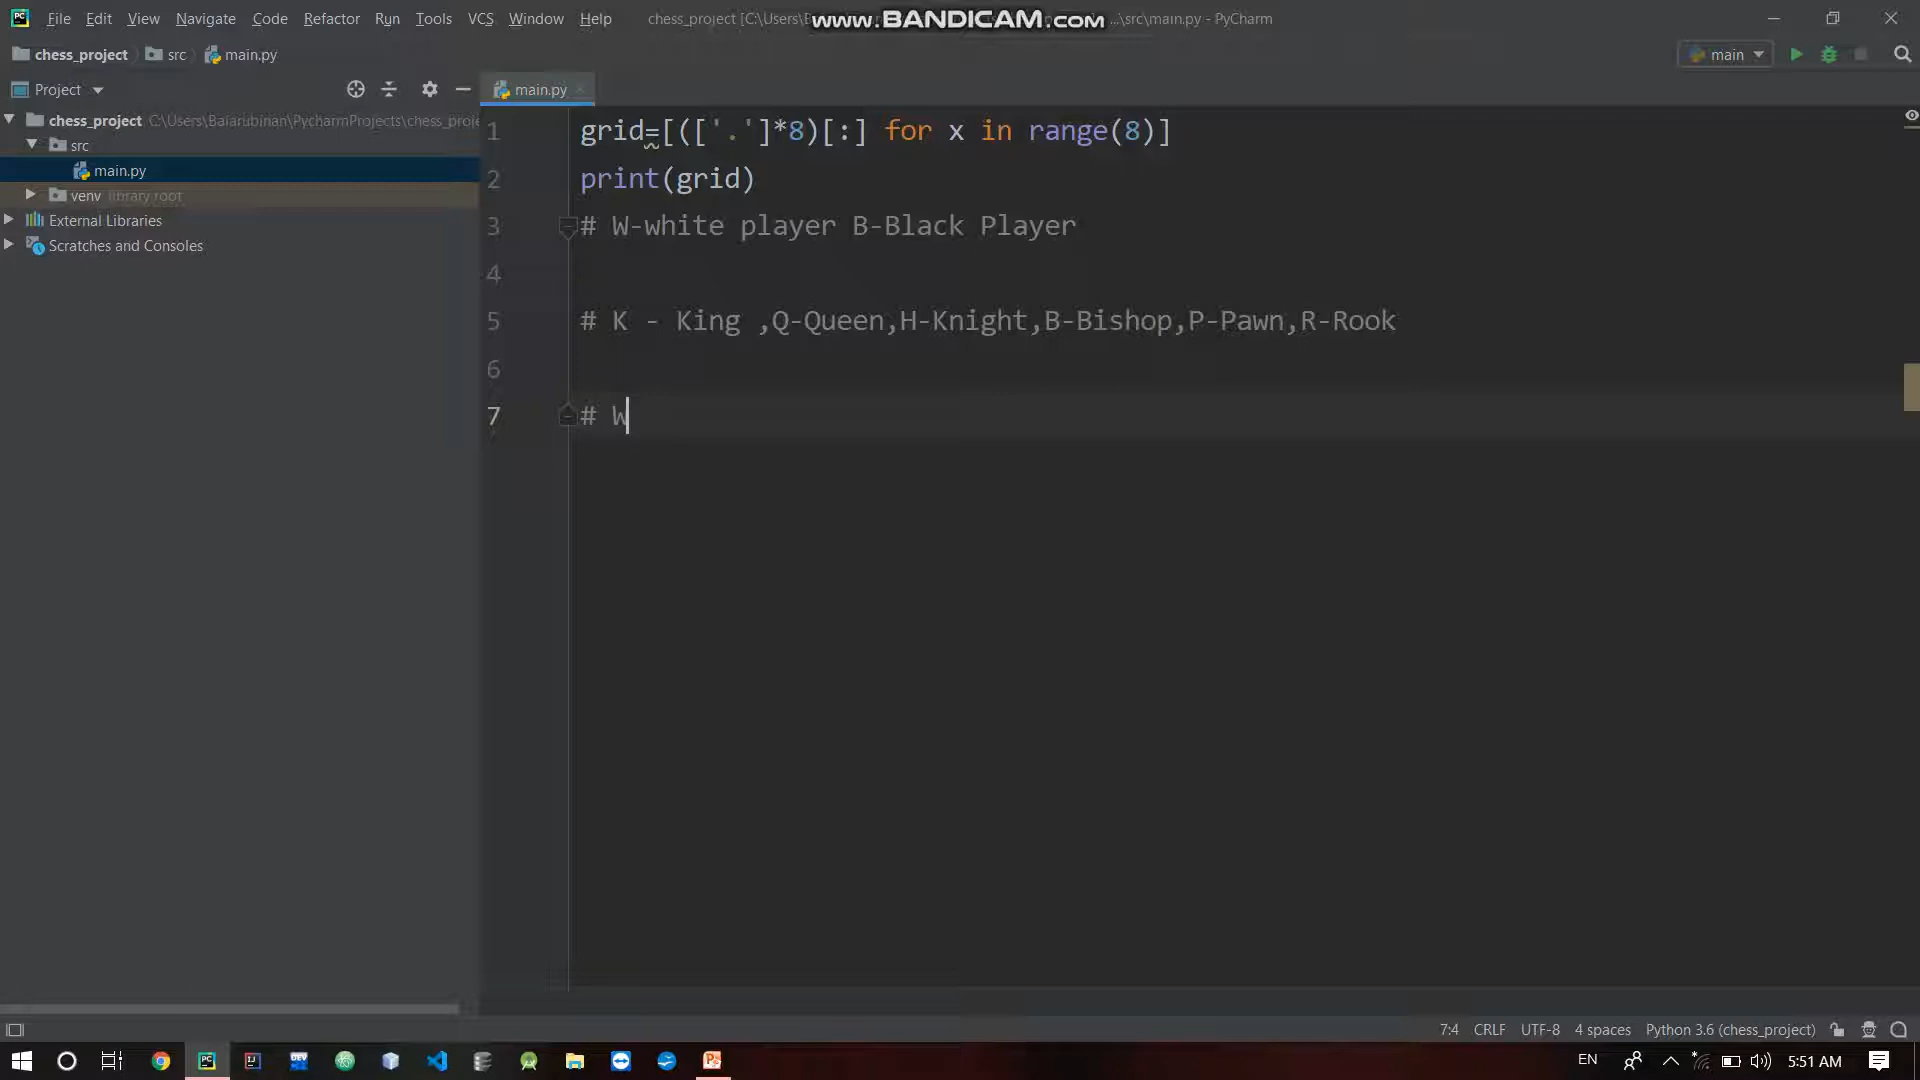 File Edit View Navigate Code Refactor Run Tools VCS Window Help chess_project [C:\Users\B ...\src\main.py - PyCharm
www.BANDICAM.com
chess_project src main.py main
Project main.py
chess_project C:\Users\Balarubinan\PycharmProjects\chess_proje
src
main.py
venv library root
External Libraries
Scratches and Consoles
1 grid=[(['.']*8)[:] for x in range(8)]
2 print(grid)
3 # W-white player B-Black Player
4
5 # K - King ,Q-Queen,H-Knight,B-Bishop,P-Pawn,R-Rook
6
7 # W
7:4 CRLF UTF-8 4 spaces Python 3.6 (chess_project)
EN 5:51 AM